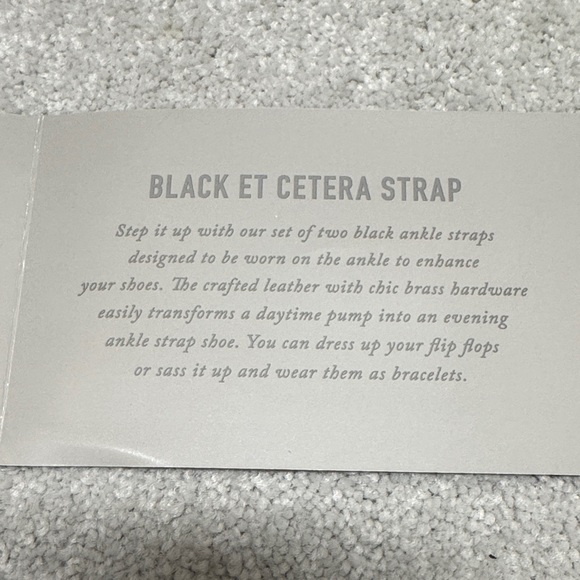 BLACK ET CETERA STRAP
Step it up with our set of two black ankle straps
designed to be worn on the ankle to enhance
your shoes. The crafted leather with chic brass hardware
easily transforms a daytime pump into an evening
ankle strap shoe. You can dress up your flip flops
or sass it up and wear them as bracelets.